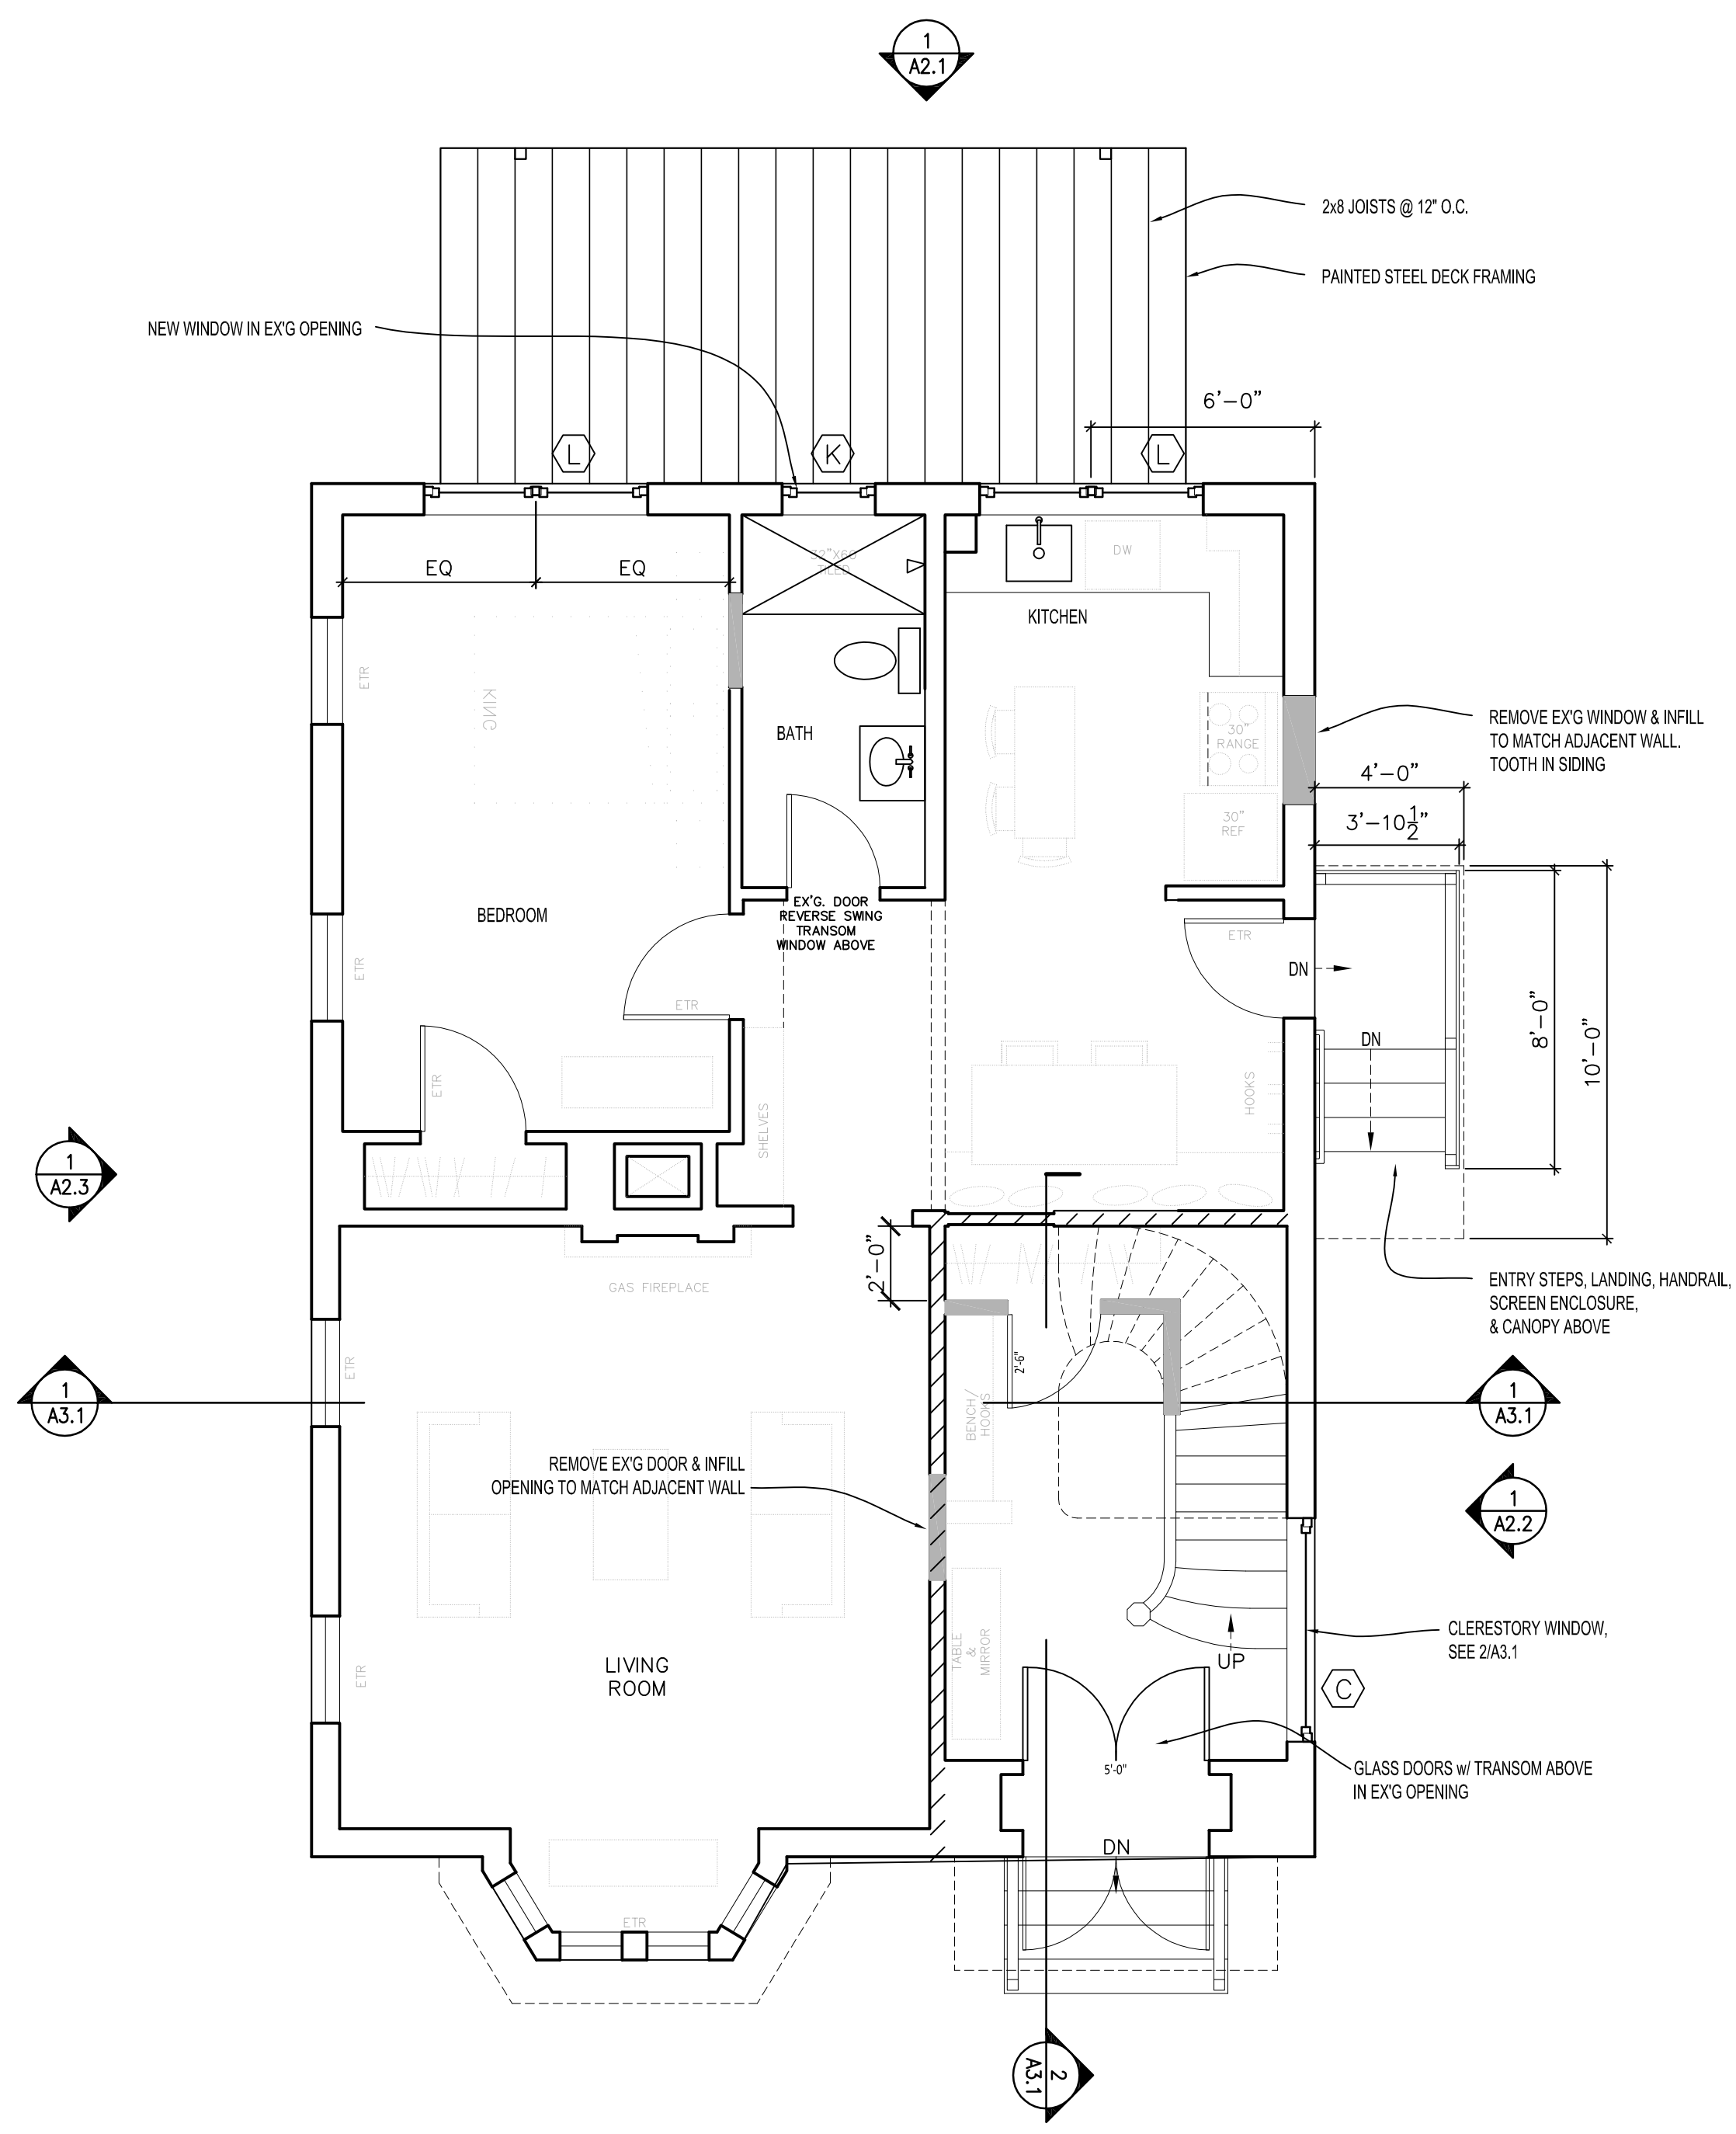 1
A2.1
2x8 JOISTS @ 12" O.C.
PAINTED STEEL DECK FRAMING
NEW WINDOW IN EX'G OPENING
6'-0"
L
K
L
EQ
EQ
32"X60
TILED
DW
KITCHEN
ETR
KING
BATH
30"
RANGE
30"
REF
REMOVE EX'G WINDOW & INFILL
TO MATCH ADJACENT WALL.
TOOTH IN SIDING
4'-0"
3'-10½"
BEDROOM
EX'G. DOOR
REVERSE SWING
TRANSOM
WINDOW ABOVE
ETR
ETR
ETR
DN
DN
8'-0"
10'-0"
ETR
SHELVES
HOOKS
1
A2.3
2'-0"
GAS FIREPLACE
ENTRY STEPS, LANDING, HANDRAIL,
SCREEN ENCLOSURE,
& CANOPY ABOVE
ETR
2'-6"
1
A3.1
BENCH/
HOOKS
1
A3.1
REMOVE EX'G DOOR & INFILL
OPENING TO MATCH ADJACENT WALL
1
A2.2
ETR
LIVING
ROOM
TABLE
&
MIRROR
UP
CLERESTORY WINDOW,
SEE 2/A3.1
C
5'-0"
GLASS DOORS w/ TRANSOM ABOVE
IN EX'G OPENING
DN
ETR
2
A3.1